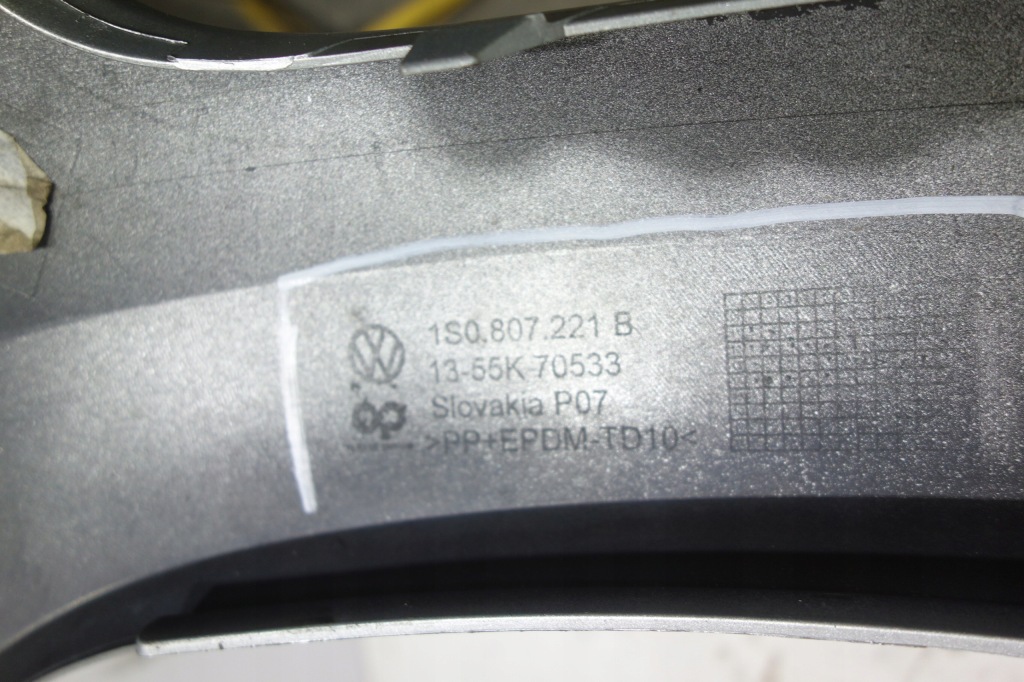 1S0.807.221 B
13-55K 70533
Slovakia P07
>PP+EPDM-TD10<